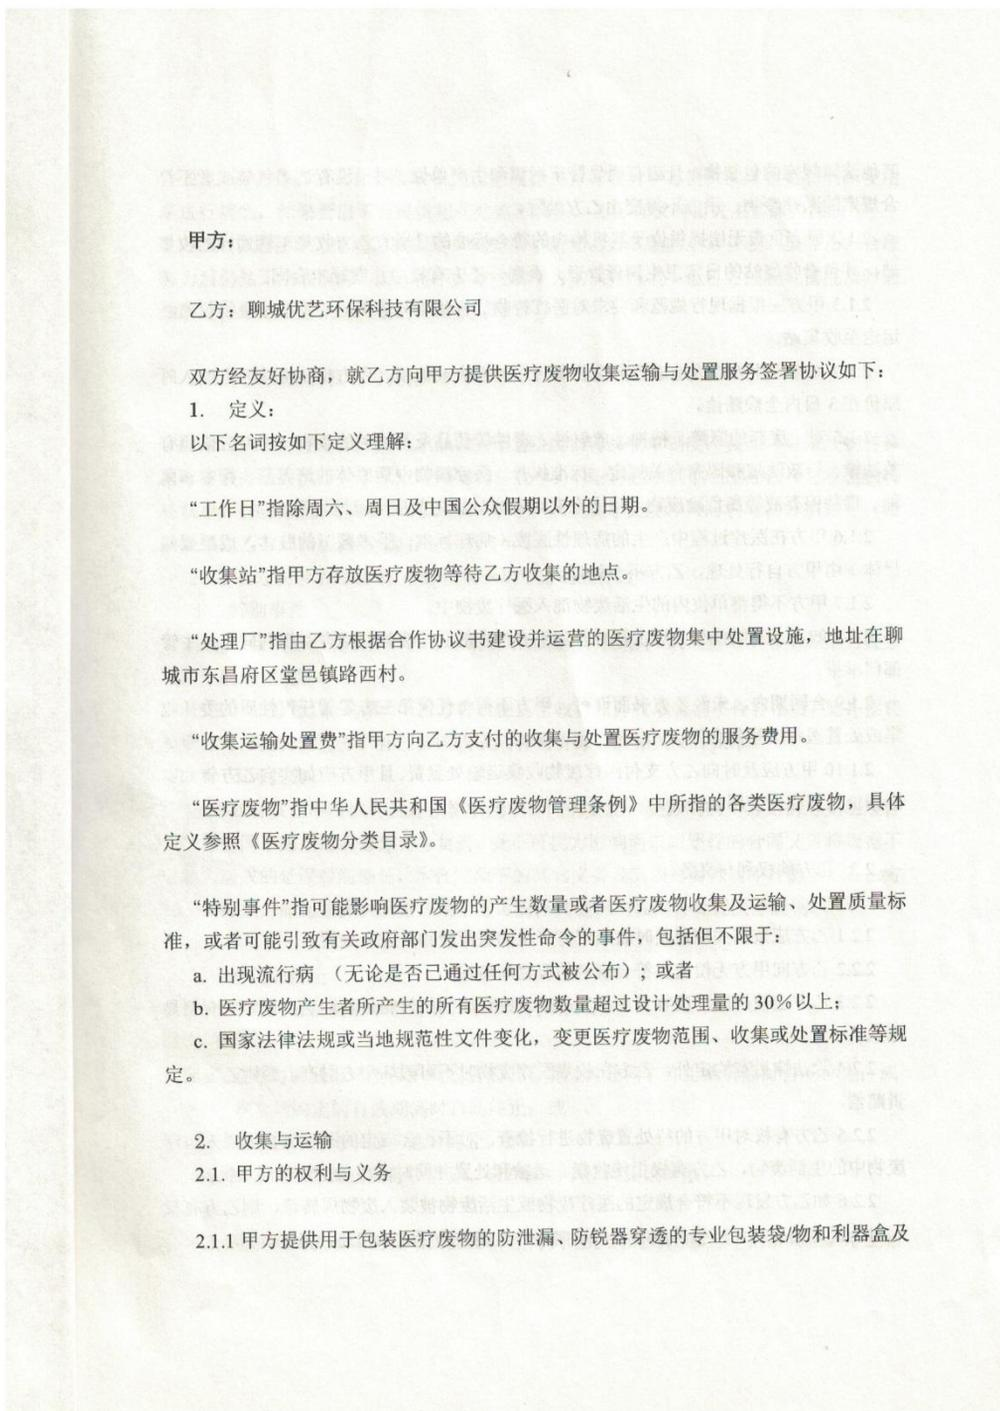 甲方：
乙方：聊城优艺环保科技有限公司
双方经友好协商，就乙方向甲方提供医疗废物收集运输与处置服务签署协议如下：
1. 定义：
以下名词按如下定义理解：
“工作日”指除周六、周日及中国公众假期以外的日期。
“收集站”指甲方存放医疗废物等待乙方收集的地点。
“处理厂”指由乙方根据合作协议书建设并运营的医疗废物集中处置设施，地址在聊
城市东昌府区堂邑镇路西村。
“收集运输处置费”指甲方向乙方支付的收集与处置医疗废物的服务费用。
“医疗废物”指中华人民共和国《医疗废物管理条例》中所指的各类医疗废物，具体
定义参照《医疗废物分类目录》。
“特别事件”指可能影响医疗废物的产生数量或者医疗废物收集及运输、处置质量标
准，或者可能引致有关政府部门发出突发性命令的事件，包括但不限于：
a. 出现流行病 （无论是否已通过任何方式被公布）；或者
b. 医疗废物产生者所产生的所有医疗废物数量超过设计处理量的30%以上；
c. 国家法律法规或当地规范性文件变化，变更医疗废物范围、收集或处置标准等规
定。
2. 收集与运输
2.1. 甲方的权利与义务
2.1.1 甲方提供用于包装医疗废物的防泄漏、防锐器穿透的专业包装袋/物和利器盒及